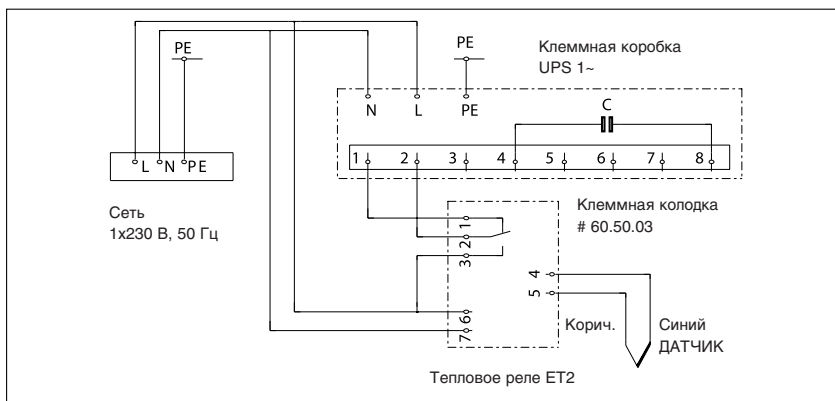 PE
PE
Клеммная коробка
UPS 1~
N L PE
C
1 2 3 4 5 6 7 8
L N PE
Сеть
1x230 В, 50 Гц
Клеммная колодка
# 60.50.03
1
2
3
4
5
6
7
Корич.
Синий
ДАТЧИК
Тепловое реле ET2